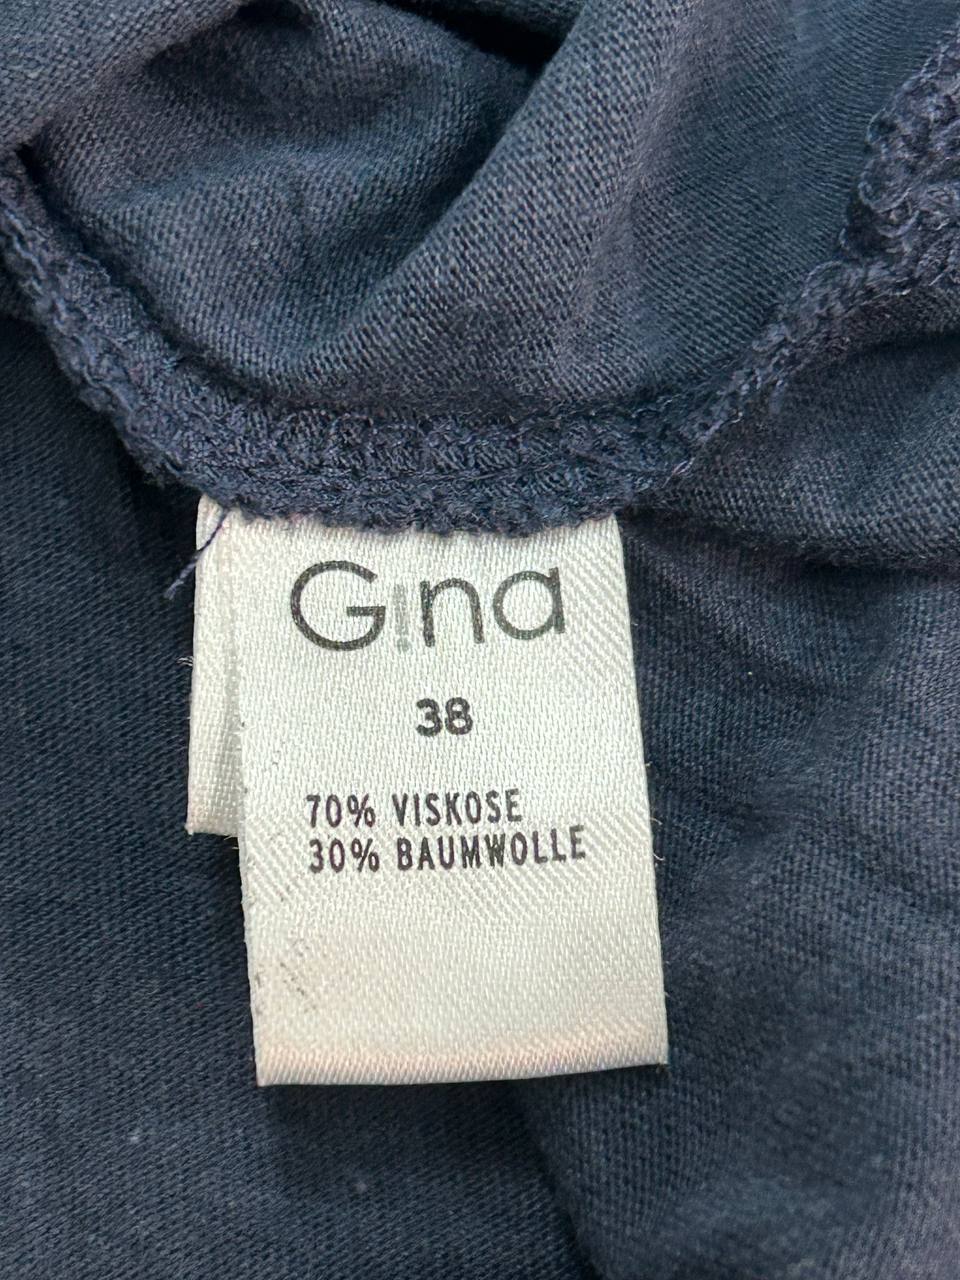 Gina
38
70% VISKOSE
30% BAUMWOLLE